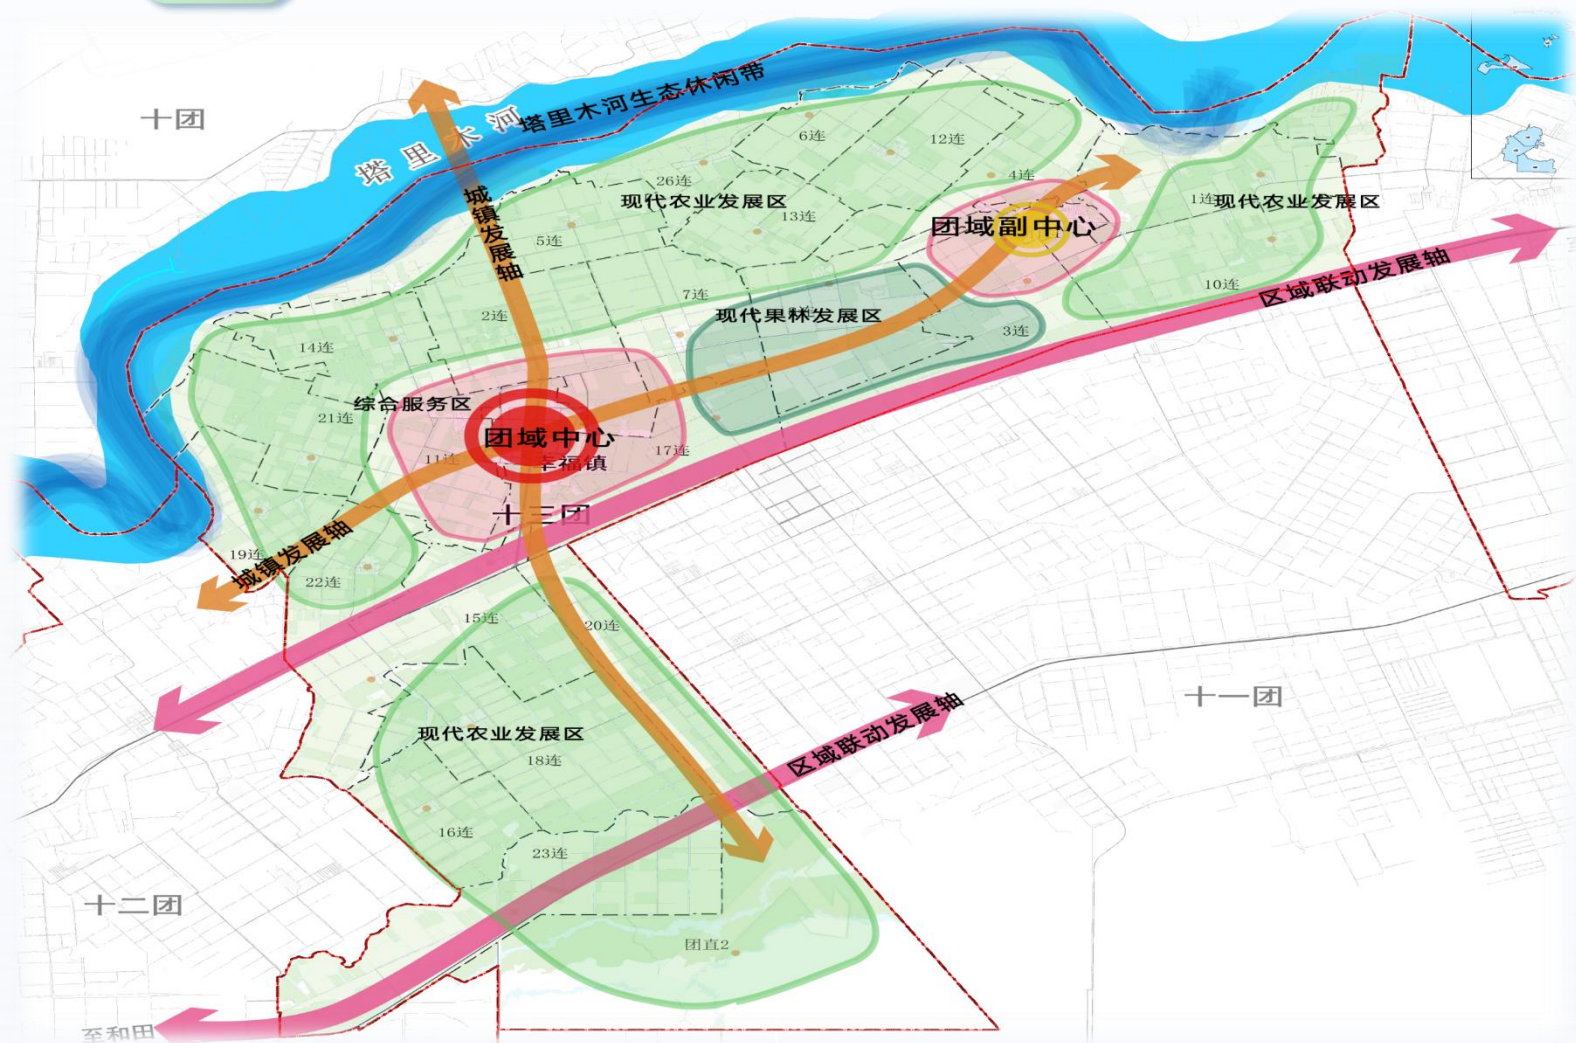 十团
塔里木河
塔里木河生态休闲带
6连
12连
26连
现代农业发展区
13连
4连
1连
现代农业发展区
城镇发展轴
5连
团域副中心
区域联动发展轴
7连
10连
2连
现代果林发展区
3连
14连
综合服务区
21连
团域中心
11连
幸福镇
17连
十三团
19连
城镇发展轴
22连
15连
20连
十一团
区域联动发展轴
现代农业发展区
18连
16连
23连
十二团
团直2
至和田